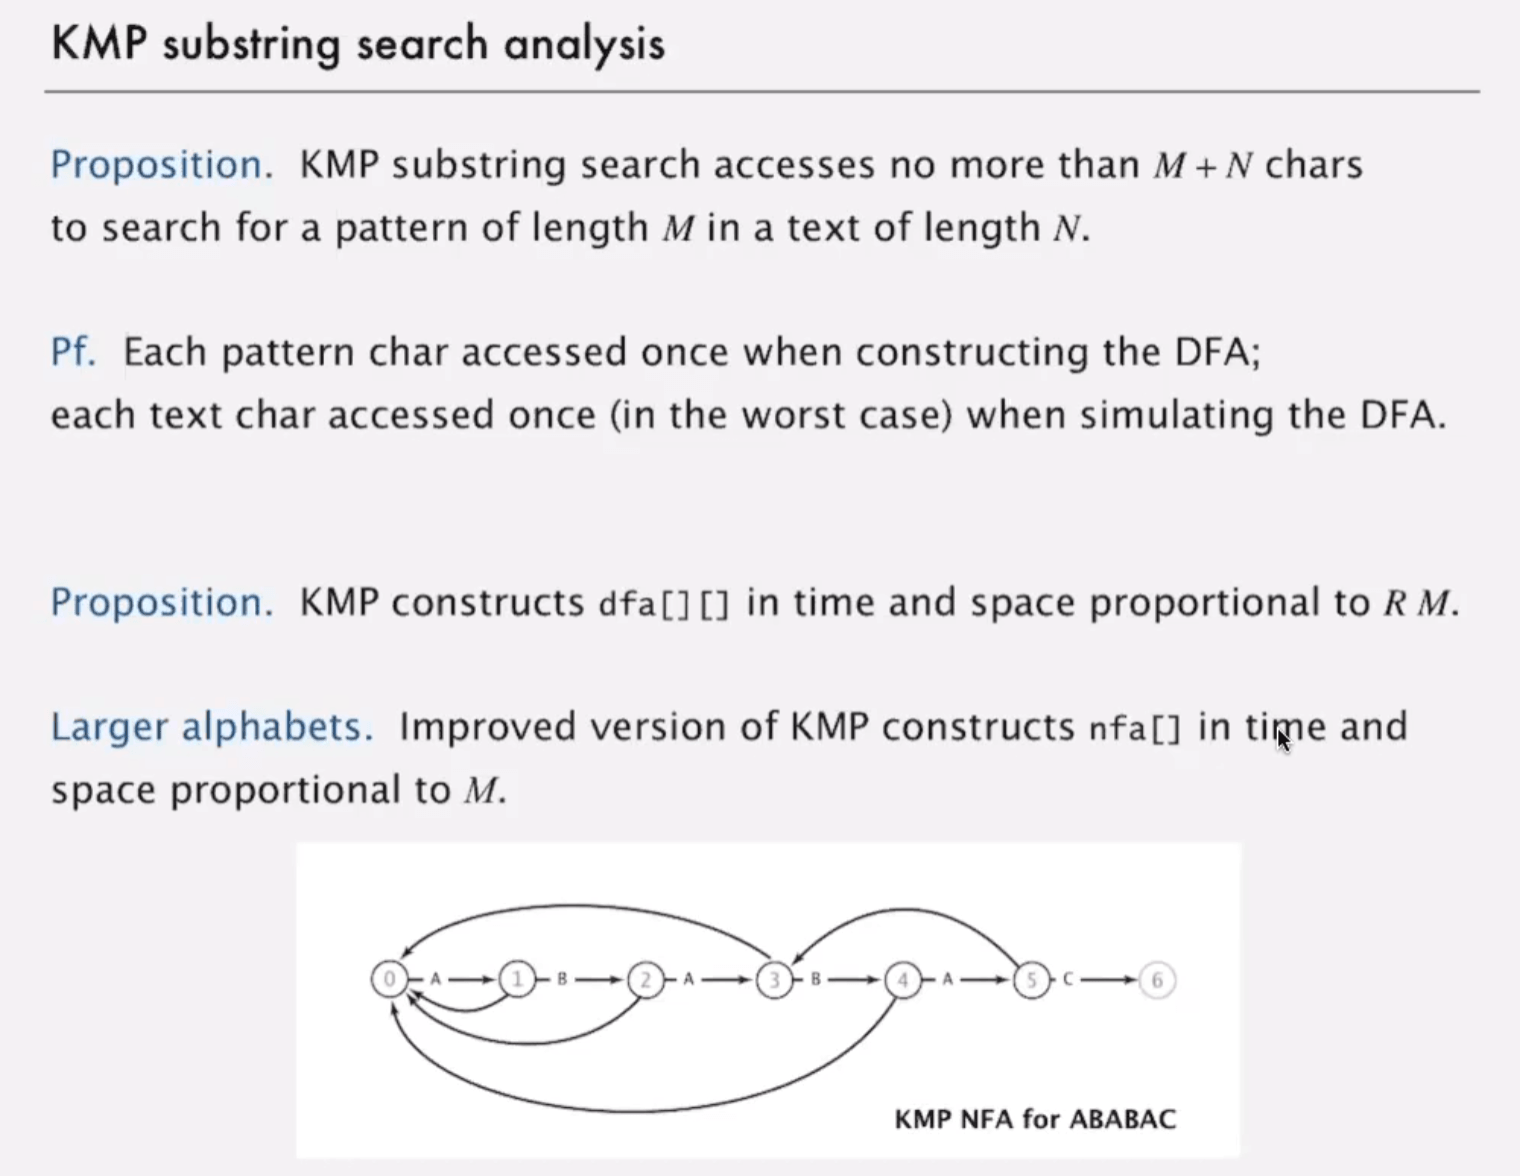 KMP substring search analysis
Proposition. KMP substring search accesses no more than M + N chars
to search for a pattern of length M in a text of length N.
Pf. Each pattern char accessed once when constructing the DFA;
each text char accessed once (in the worst case) when simulating the DFA.
Proposition. KMP constructs dfa[][] in time and space proportional to R M.
Larger alphabets. Improved version of KMP constructs nfa[] in time and
space proportional to M.
0 A 1 B 2 A 3 B 4 A 5 C 6
KMP NFA for ABABAC